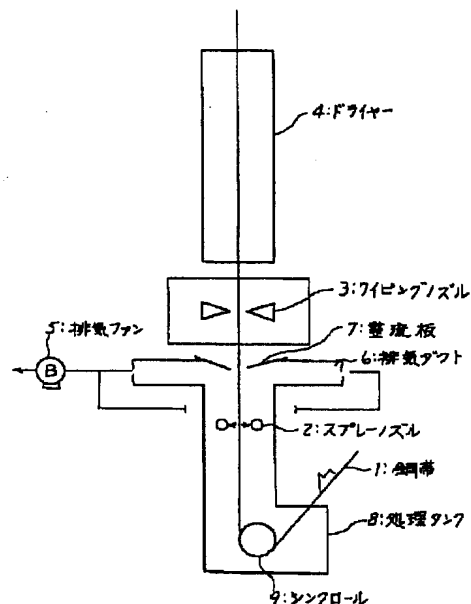 4:ドライヤー
3:ワイピングノズル
5:排気ファン
7:整流板
6:排気ダクト
B
2:スプレーノズル
1:鋼帯
8:処理タンク
9:シンクロール